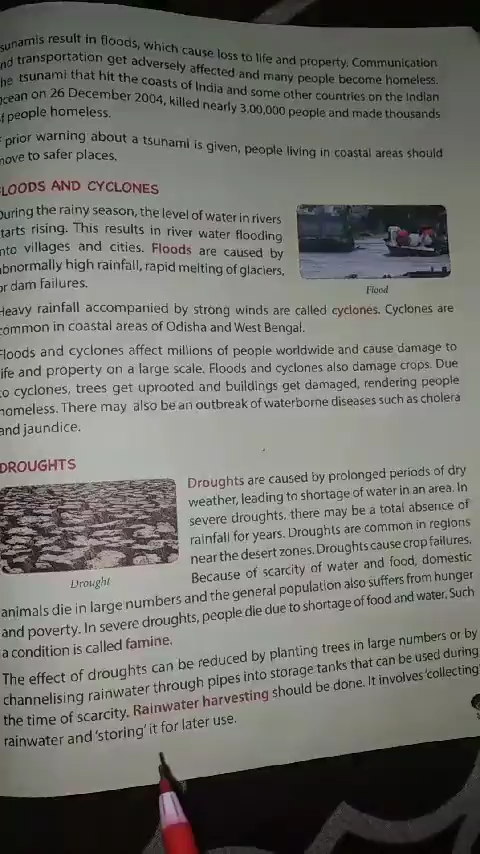 sunamis result in floods, which cause loss to life and property. Communication
nd transportation get adversely affected and many people become homeless.
he tsunami that hit the coasts of India and some other countries on the Indian
cean on 26 December 2004, killed nearly 3,00,000 people and made thousands
f people homeless.
f prior warning about a tsunami is given, people living in coastal areas should
ove to safer places.
LOODS AND CYCLONES
During the rainy season, the level of water in rivers
tarts rising. This results in river water flooding
nto villages and cities. Floods are caused by
abnormally high rainfall, rapid melting of glaciers,
or dam failures.
Flood
Heavy rainfall accompanied by strong winds are called cyclones. Cyclones are
common in coastal areas of Odisha and West Bengal.
Floods and cyclones affect millions of people worldwide and cause damage to
ife and property on a large scale. Floods and cyclones also damage crops. Due
o cyclones, trees get uprooted and buildings get damaged, rendering people
homeless. There may also be an outbreak of waterborne diseases such as cholera
and jaundice.
DROUGHTS
Droughts are caused by prolonged periods of dry
weather, leading to shortage of water in an area. In
severe droughts, there may be a total absence of
rainfall for years. Droughts are common in regions
near the desert zones. Droughts cause crop failures.
Because of scarcity of water and food, domestic
Drought
animals die in large numbers and the general population also suffers from hunger
and poverty. In severe droughts, people die due to shortage of food and water. Such
a condition is called famine.
The effect of droughts can be reduced by planting trees in large numbers or by
channelising rainwater through pipes into storage tanks that can be used during
the time of scarcity. Rainwater harvesting should be done. It involves 'collecting'
rainwater and 'storing' it for later use.